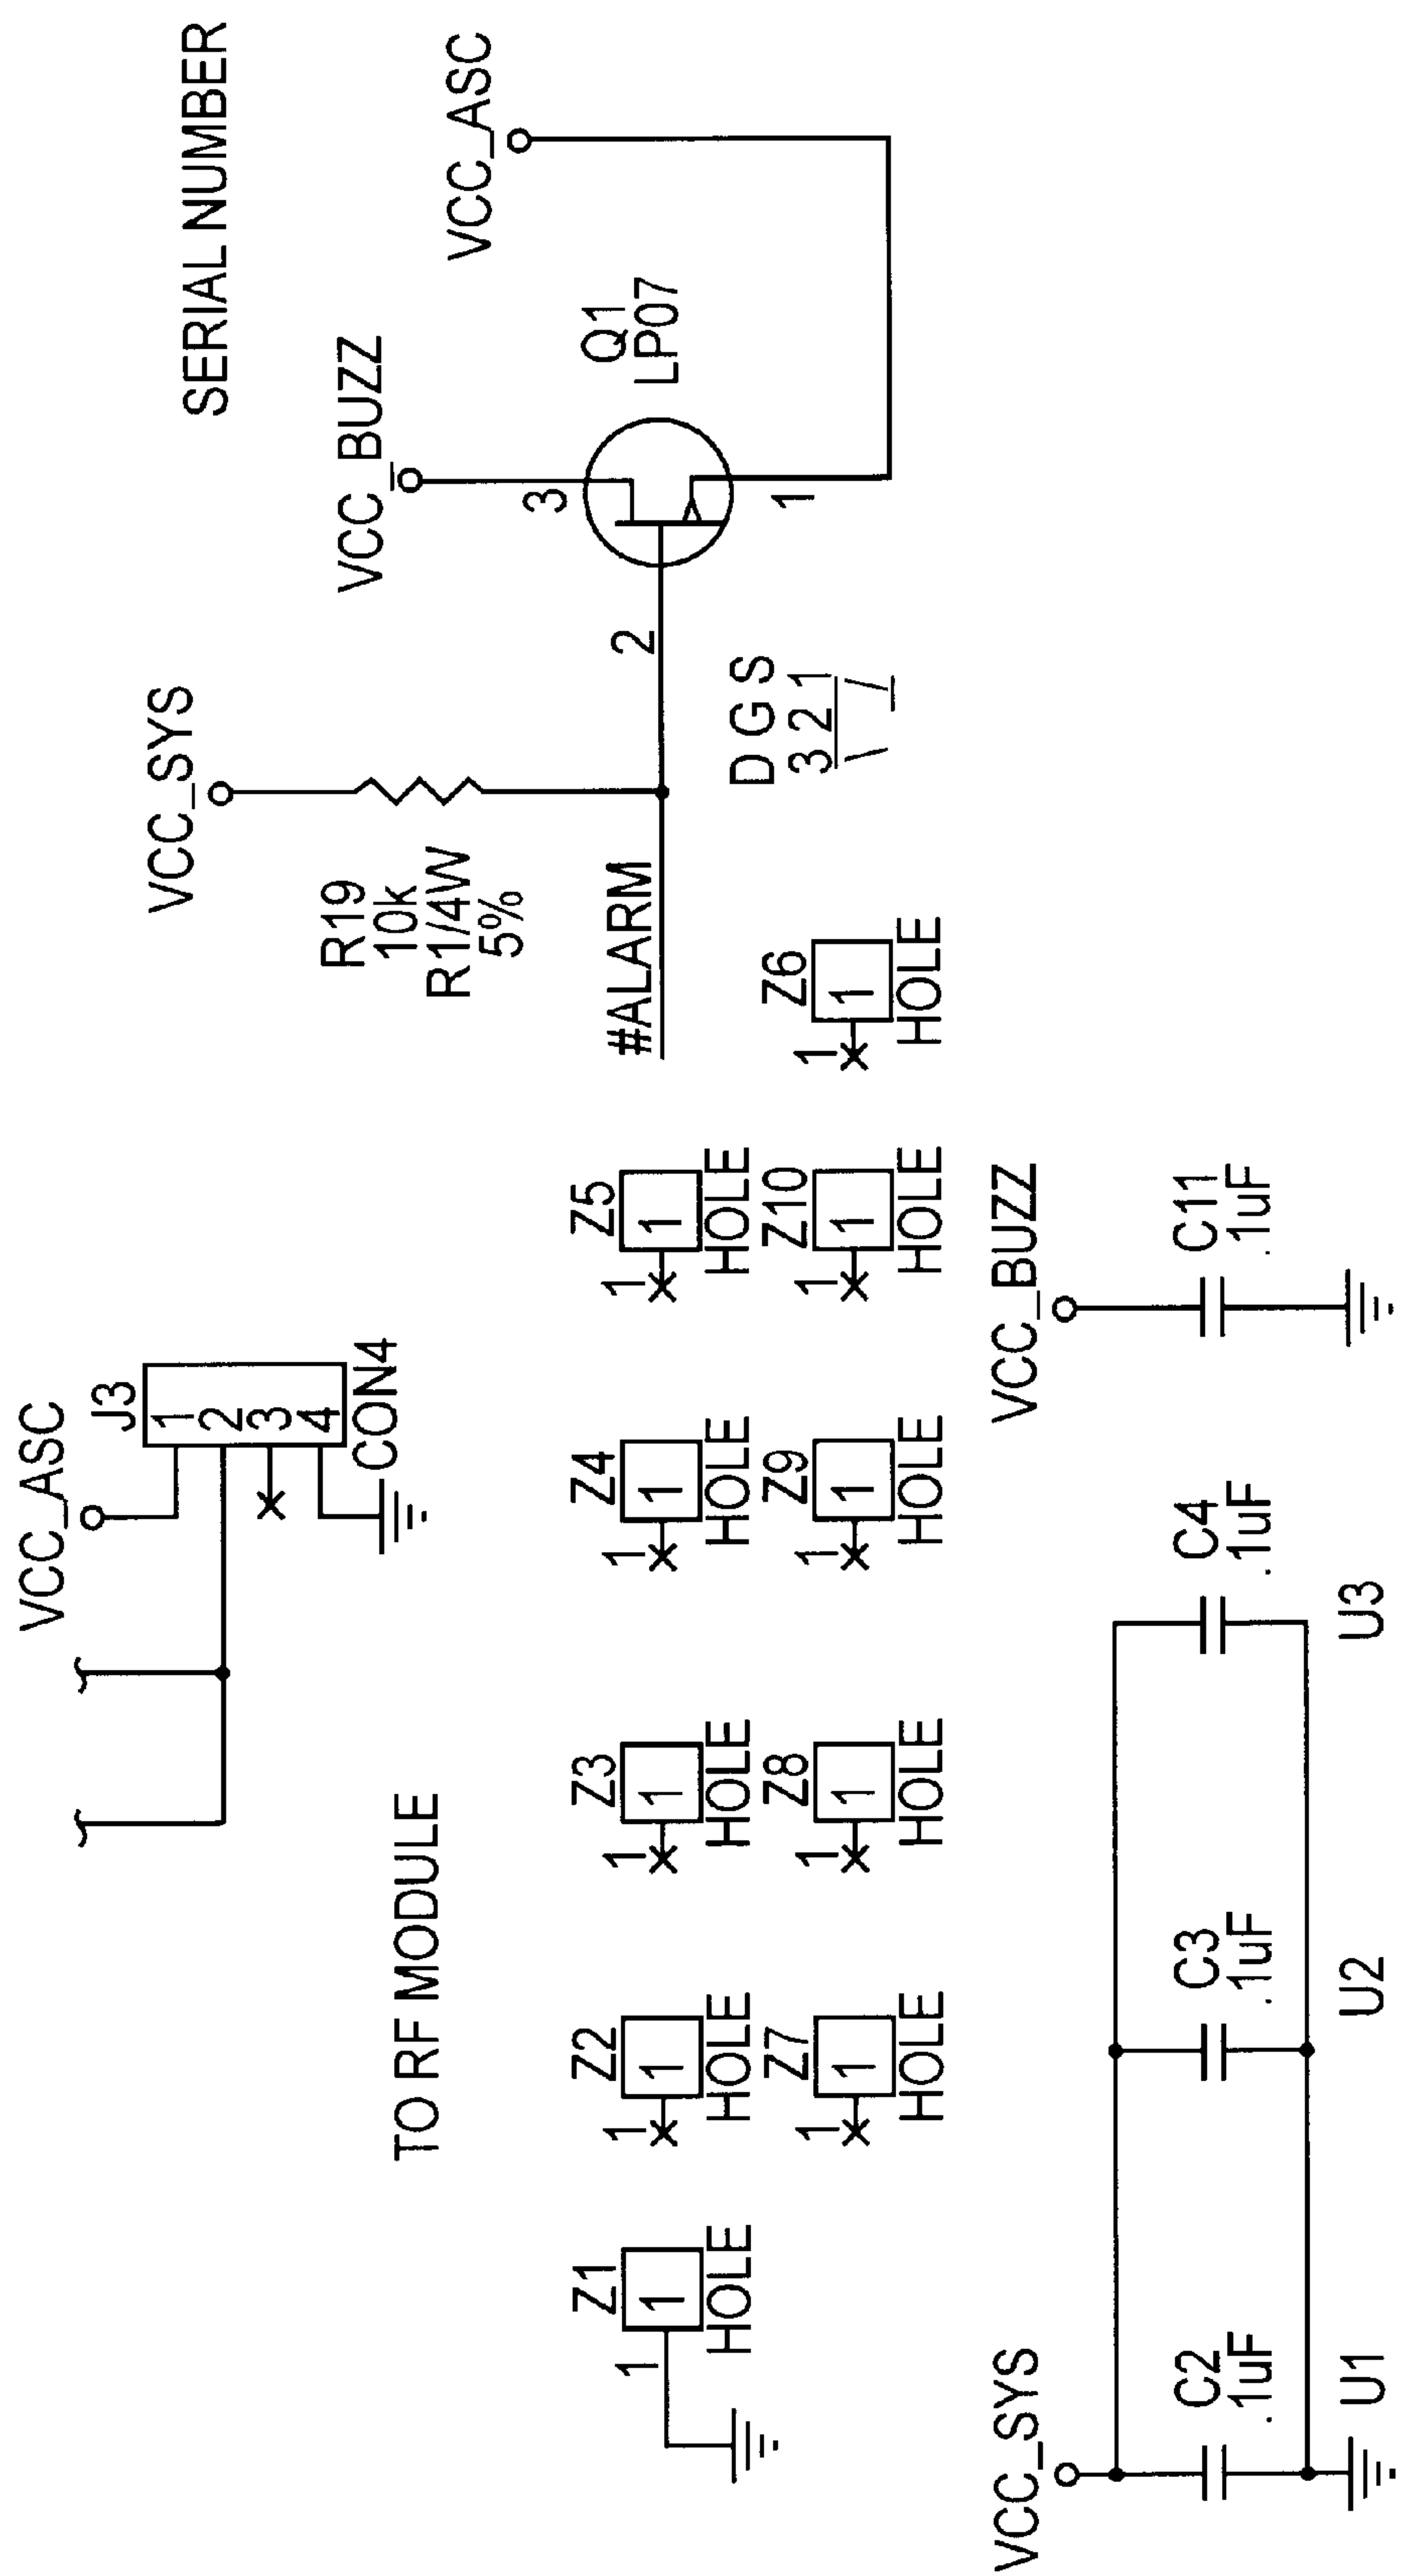 SERIAL NUMBER
VCC_ASC
J3
1
2
3
4
CON4
TO RF MODULE
VCC_SYS
R19
10k
R1/4W
5%
#ALARM
2
VCC_BUZZ
3
Q1
LP07
1
VCC_ASC
D G S
3 2 1
Z1
1
1
HOLE
Z2
1
1
HOLE
Z3
1
1
HOLE
Z4
1
1
HOLE
Z5
1
1
HOLE
Z7
1
1
HOLE
Z8
1
1
HOLE
Z9
1
1
HOLE
Z10
1
1
HOLE
Z6
1
1
HOLE
VCC_SYS
C2
.1uF
U1
C3
.1uF
U2
C4
.1uF
U3
VCC_BUZZ
C11
.1uF